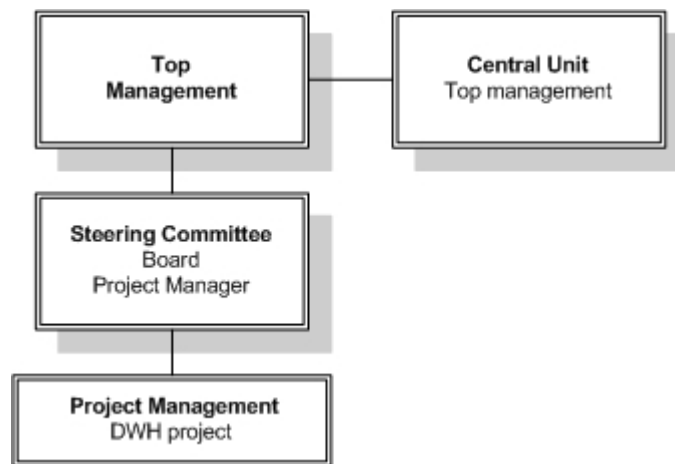 Top
Management
Central Unit
Top management
Steering Committee
Board
Project Manager
Project Management
DWH project